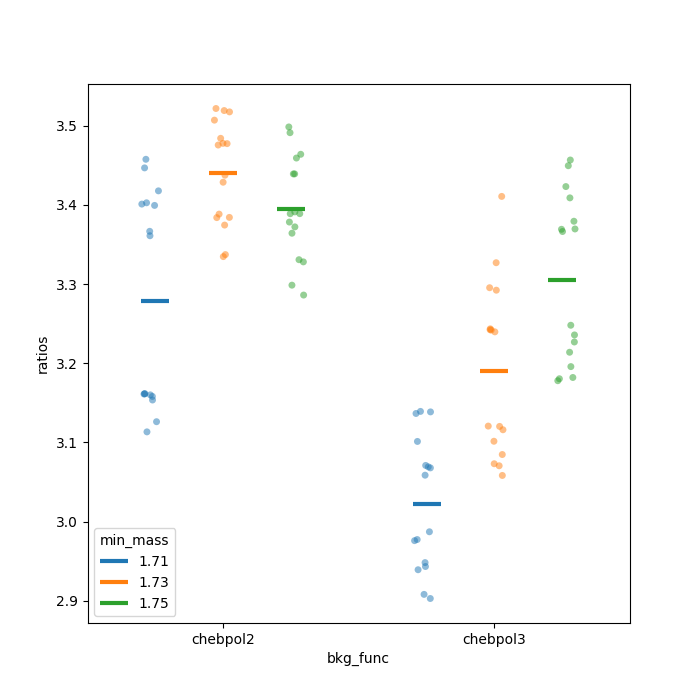 3.5
3.4
3.3
3.2
3.1
3.0
2.9
ratios
min_mass
1.71
1.73
1.75
chebpol2 chebpol3
bkg_func